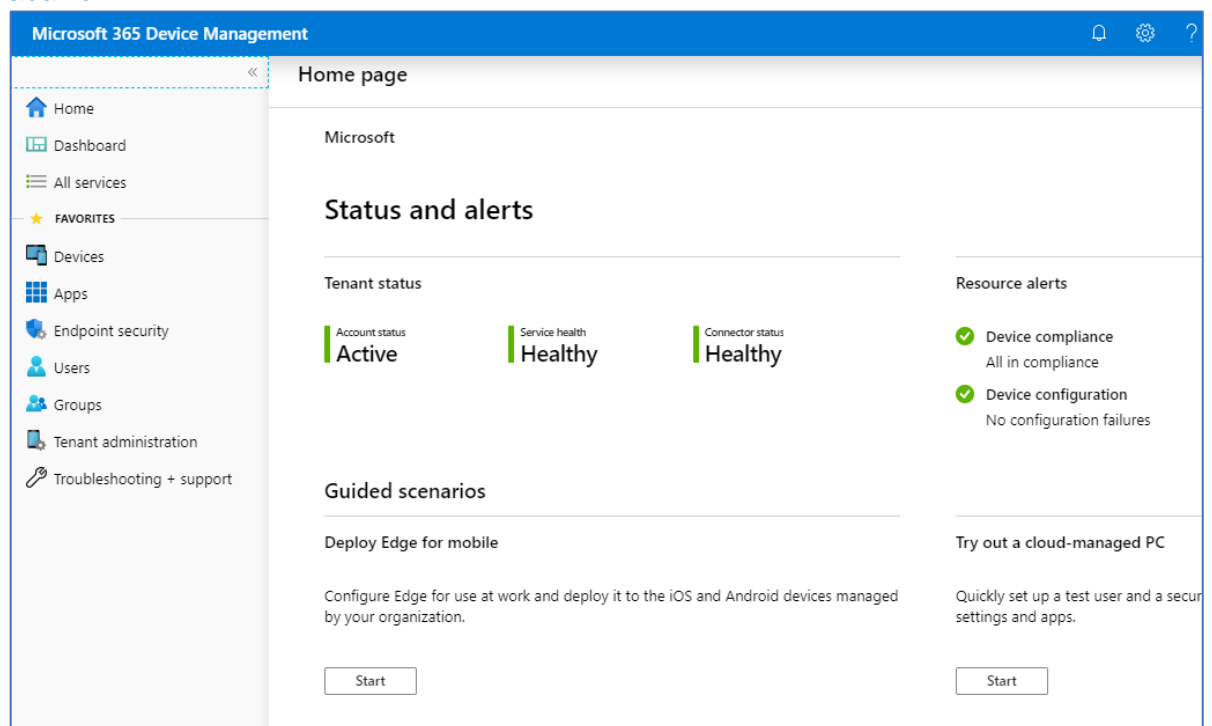 Microsoft 365 Device Management
?
«
Home page
Home
Dashboard
All services
FAVORITES
Devices
Apps
Endpoint security
Users
Groups
Tenant administration
Troubleshooting + support
Microsoft
Status and alerts
Tenant status
Account status
Active
Service health
Healthy
Connector status
Healthy
Resource alerts
Device compliance
All in compliance
Device configuration
No configuration failures
Guided scenarios
Deploy Edge for mobile
Configure Edge for use at work and deploy it to the iOS and Android devices managed
by your organization.
Start
Try out a cloud-managed PC
Quickly set up a test user and a secur
settings and apps.
Start